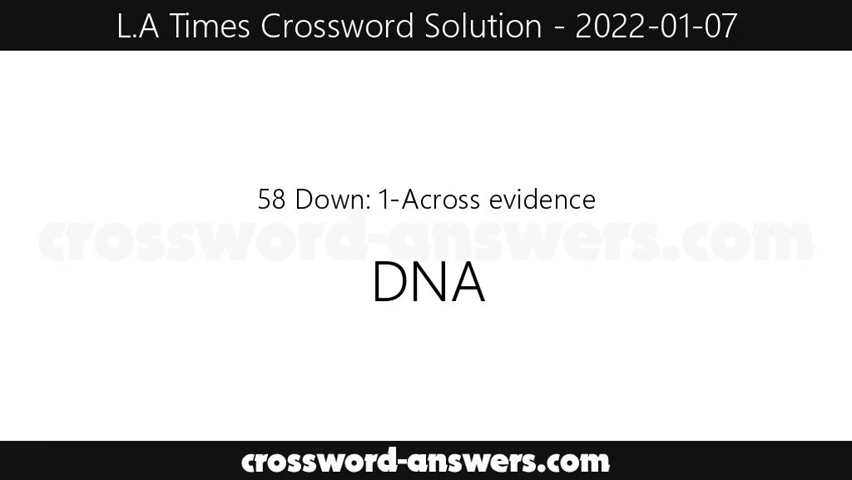 L.A Times Crossword Solution - 2022-01-07
58 Down: 1-Across evidence
crossword-answers.com
DNA
crossword-answers.com